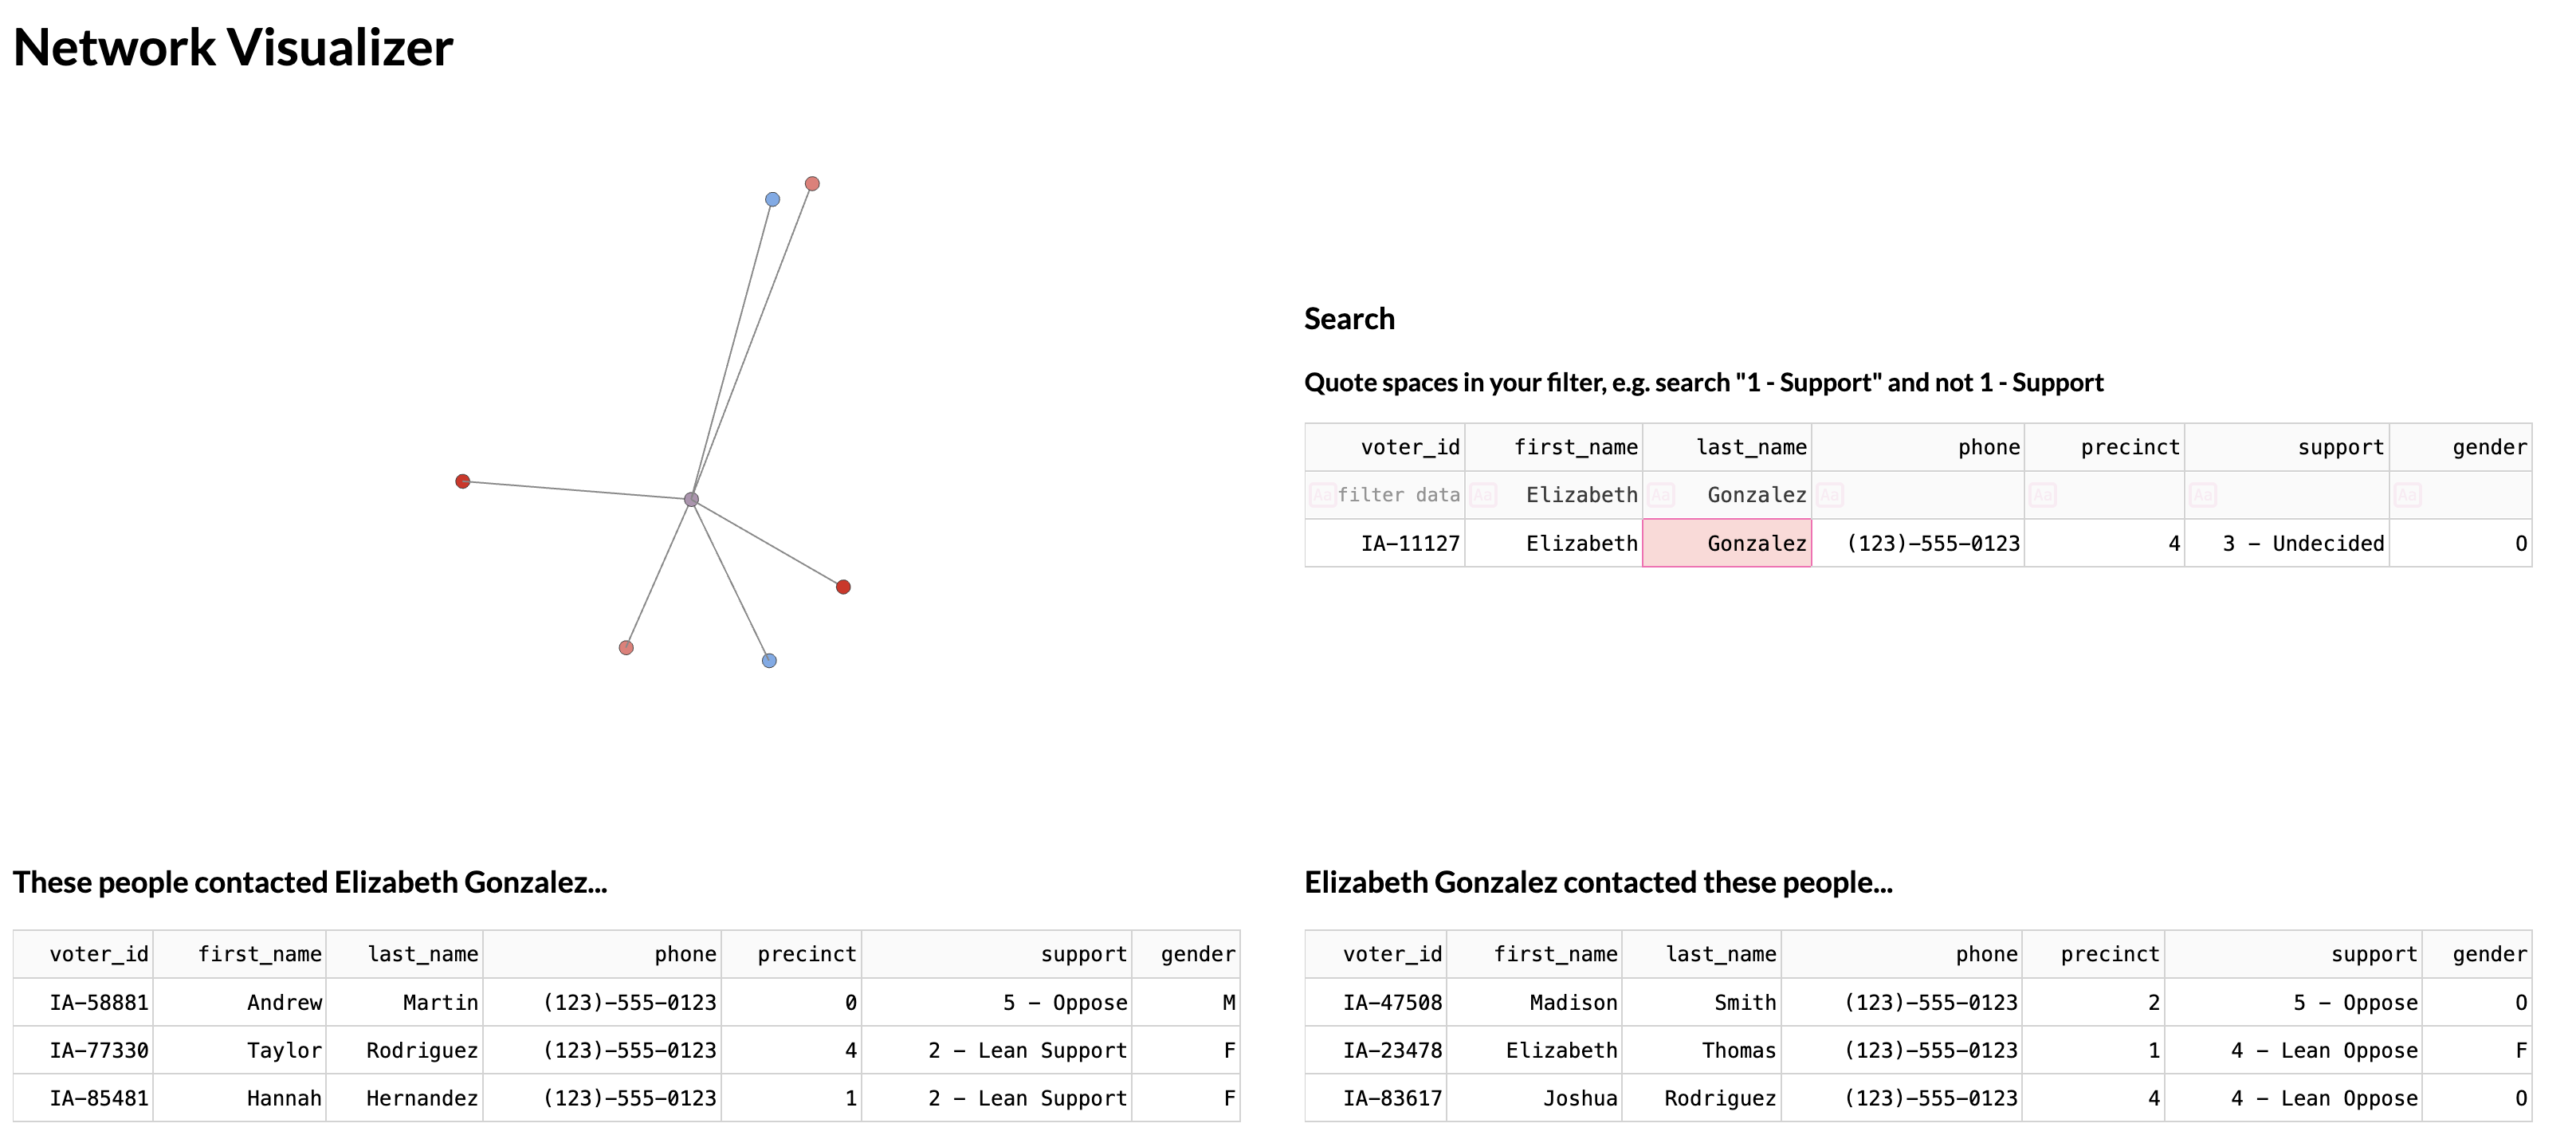 Network Visualizer
Search
Quote spaces in your filter, e.g. search "1 - Support" and not 1 - Support
voter_id first_name last_name phone precinct support gender
Aa filter data Aa Elizabeth Aa Gonzalez Aa Aa Aa Aa
IA-11127 Elizabeth Gonzalez (123)-555-0123 4 3 - Undecided O
These people contacted Elizabeth Gonzalez...
voter_id first_name last_name phone precinct support gender
IA-58881 Andrew Martin (123)-555-0123 0 5 - Oppose M
IA-77330 Taylor Rodriguez (123)-555-0123 4 2 - Lean Support F
IA-85481 Hannah Hernandez (123)-555-0123 1 2 - Lean Support F
Elizabeth Gonzalez contacted these people...
voter_id first_name last_name phone precinct support gender
IA-47508 Madison Smith (123)-555-0123 2 5 - Oppose O
IA-23478 Elizabeth Thomas (123)-555-0123 1 4 - Lean Oppose F
IA-83617 Joshua Rodriguez (123)-555-0123 4 4 - Lean Oppose O